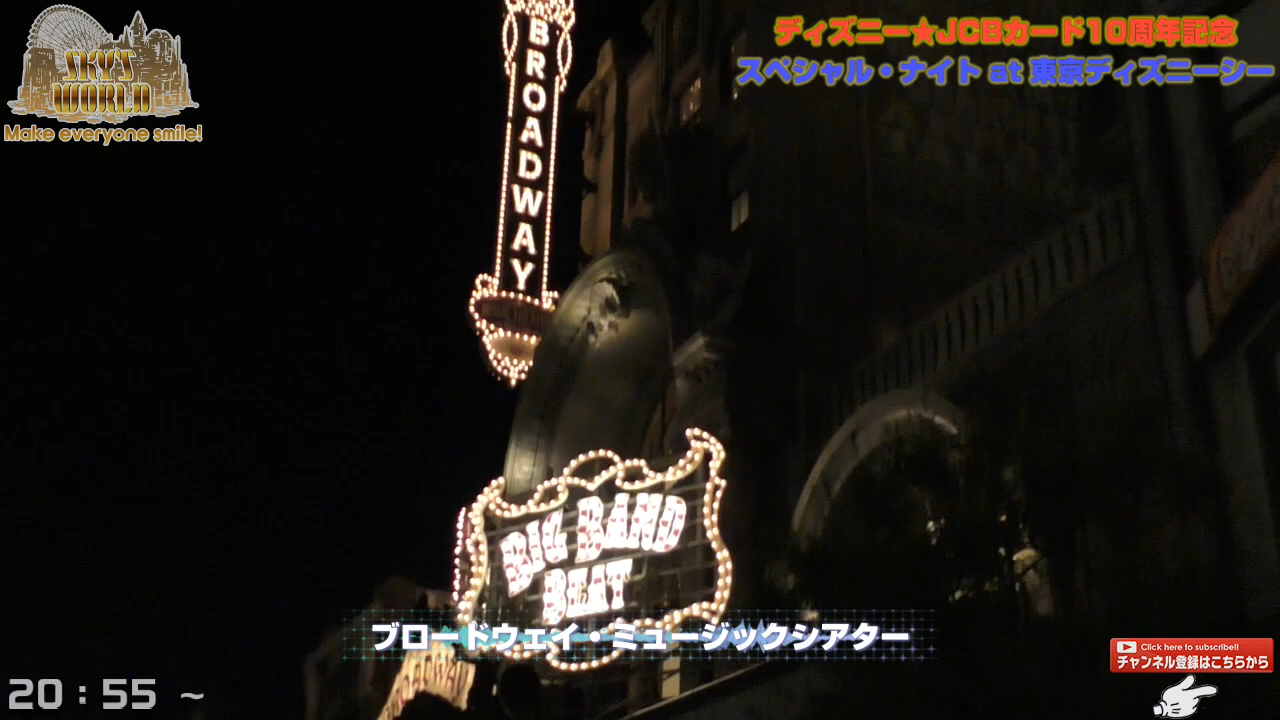 SKY'S
WORLD
Make everyone smile!
ディズニー★JCBカード10周年記念
スペシャル・ナイト at 東京ディズニーシー
BROADWAY
BIG BAND
BEAT
ブロードウェイ・ミュージックシアター
BROADWAY
Click here to subscribe!!
チャンネル登録はこちらから
20:55 ~